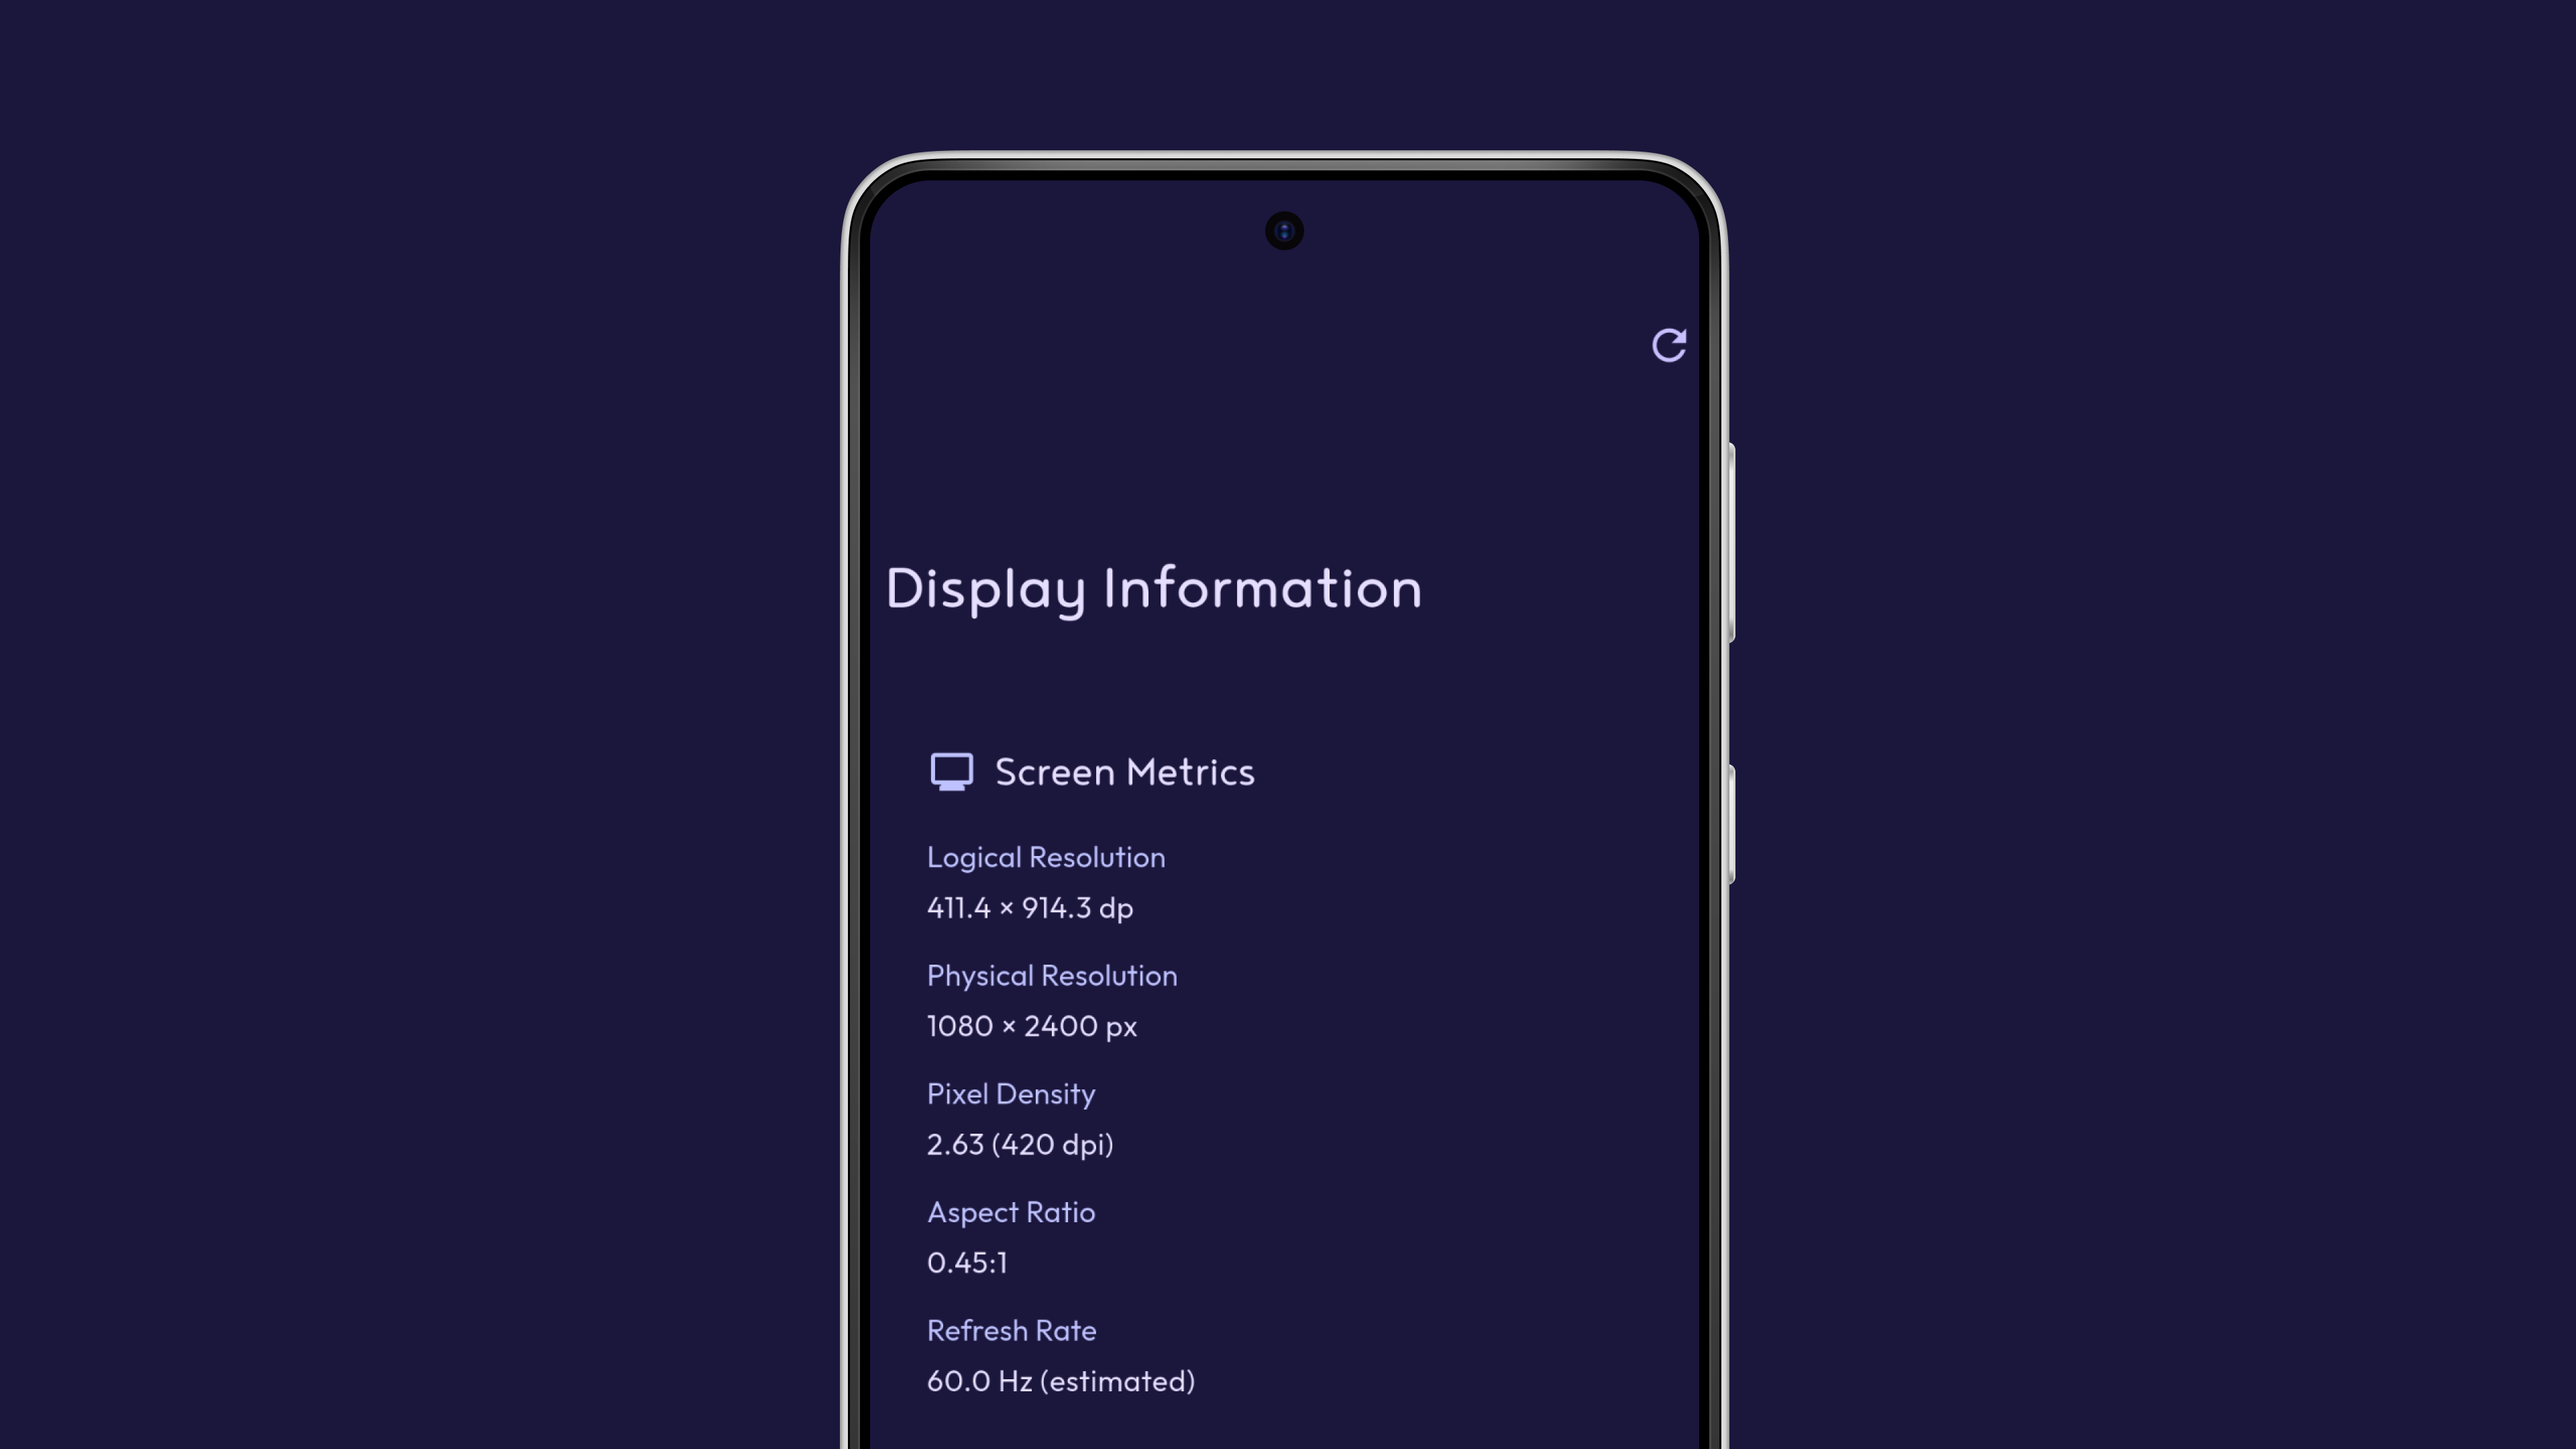 Display Information
Screen Metrics
Logical Resolution
411.4 × 914.3 dp
Physical Resolution
1080 × 2400 px
Pixel Density
2.63 (420 dpi)
Aspect Ratio
0.45:1
Refresh Rate
60.0 Hz (estimated)